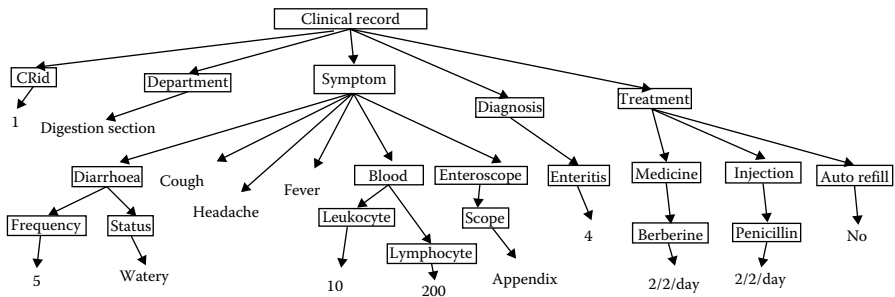 Clinical record
CRid
Department
Symptom
Diagnosis
Treatment
1
Digestion section
Diarrhoea
Cough
Headache
Fever
Blood
Enteroscope
Enteritis
Medicine
Injection
Auto refill
Frequency
Status
Leukocyte
Lymphocyte
Scope
4
Berberine
Penicillin
No
5
Watery
10
200
Appendix
2/2/day
2/2/day